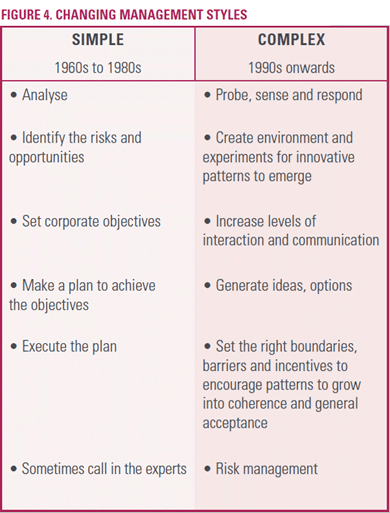 FIGURE 4. CHANGING MANAGEMENT STYLES
SIMPLE
1960s to 1980s
COMPLEX
1990s onwards
• Analyse
• Probe, sense and respond
• Identify the risks and
opportunities
• Create environment and
experiments for innovative
patterns to emerge
• Set corporate objectives
• Increase levels of
interaction and communication
• Make a plan to achieve
the objectives
• Generate ideas, options
• Execute the plan
• Set the right boundaries,
barriers and incentives to
encourage patterns to grow
into coherence and general
acceptance
• Sometimes call in the experts
• Risk management